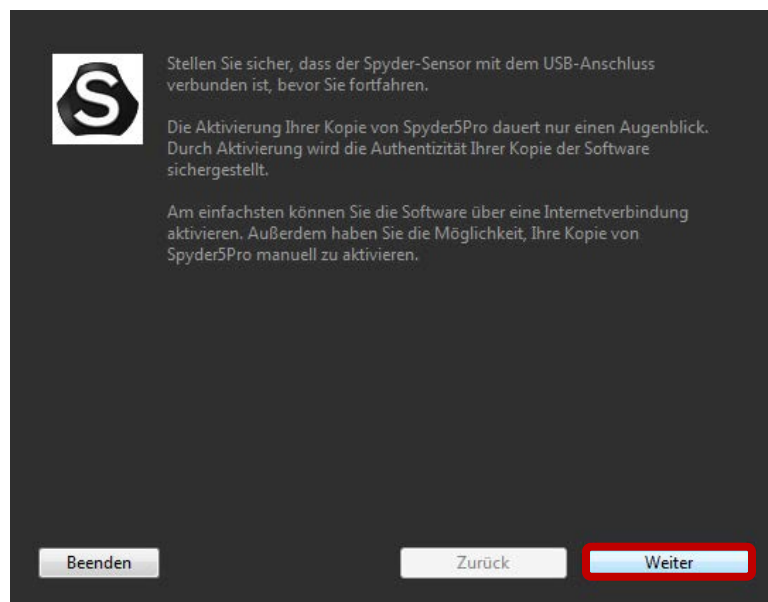 S
Stellen Sie sicher, dass der Spyder-Sensor mit dem USB-Anschluss
verbunden ist, bevor Sie fortfahren.
Die Aktivierung Ihrer Kopie von Spyder5Pro dauert nur einen Augenblick.
Durch Aktivierung wird die Authentizität Ihrer Kopie der Software
sichergestellt.
Am einfachsten können Sie die Software über eine Internetverbindung
aktivieren. Außerdem haben Sie die Möglichkeit, Ihre Kopie von
Spyder5Pro manuell zu aktivieren.
Beenden
Zurück
Weiter